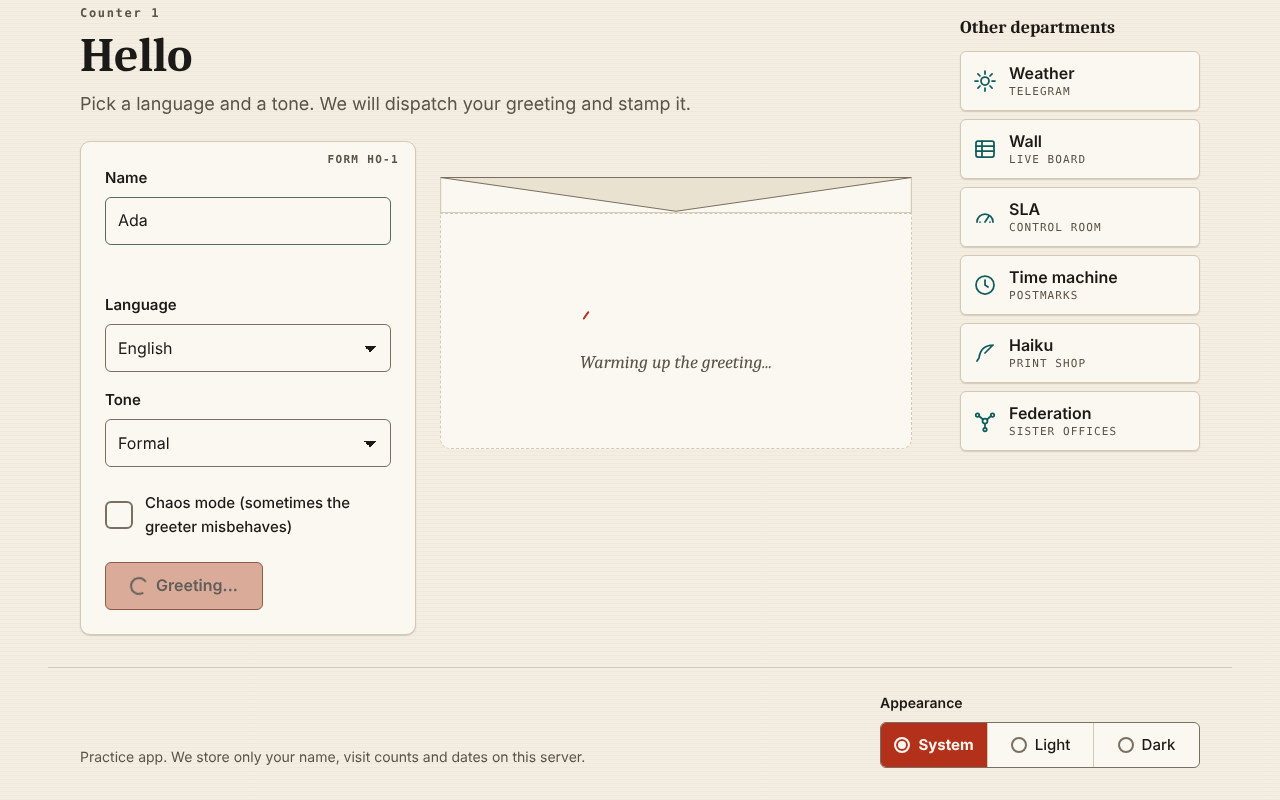 Counter 1
Hello
Pick a language and a tone. We will dispatch your greeting and stamp it.
FORM HO-1
Name
Ada
Language
English
Tone
Formal
Chaos mode (sometimes the
greeter misbehaves)
Greeting...
Warming up the greeting...
Other departments
Weather
TELEGRAM
Wall
LIVE BOARD
SLA
CONTROL ROOM
Time machine
POSTMARKS
Haiku
PRINT SHOP
Federation
SISTER OFFICES
Practice app. We store only your name, visit counts and dates on this server.
Appearance
System
Light
Dark